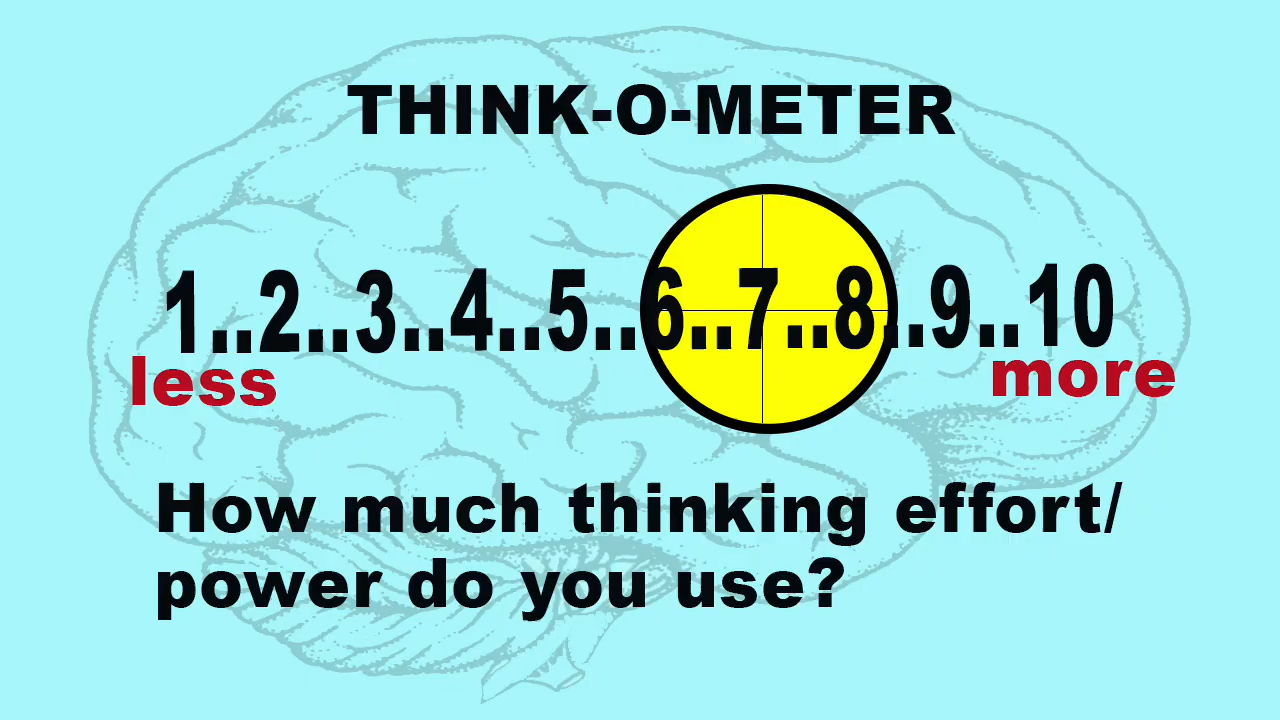 THINK-O-METER
1..2..3..4..5..6..7..8..9..10
less more
How much thinking effort/
power do you use?